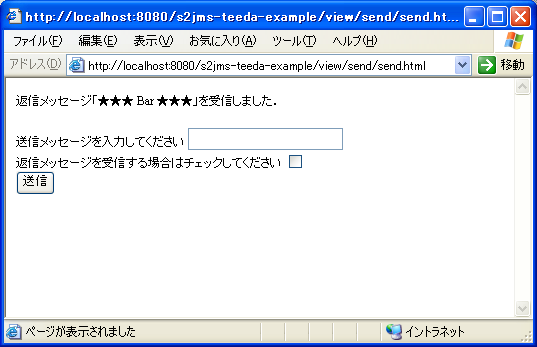 http://localhost:8080/s2jms-teeda-example/view/send/send.ht...
ファイル(F) 編集(E) 表示(V) お気に入り(A) ツール(T) ヘルプ(H)
アドレス(D) http://localhost:8080/s2jms-teeda-example/view/send/send.html 移動
返信メッセージ「★★★ Bar ★★★」を受信しました.
送信メッセージを入力してください
返信メッセージを受信する場合はチェックしてください
送信
ページが表示されました イントラネット